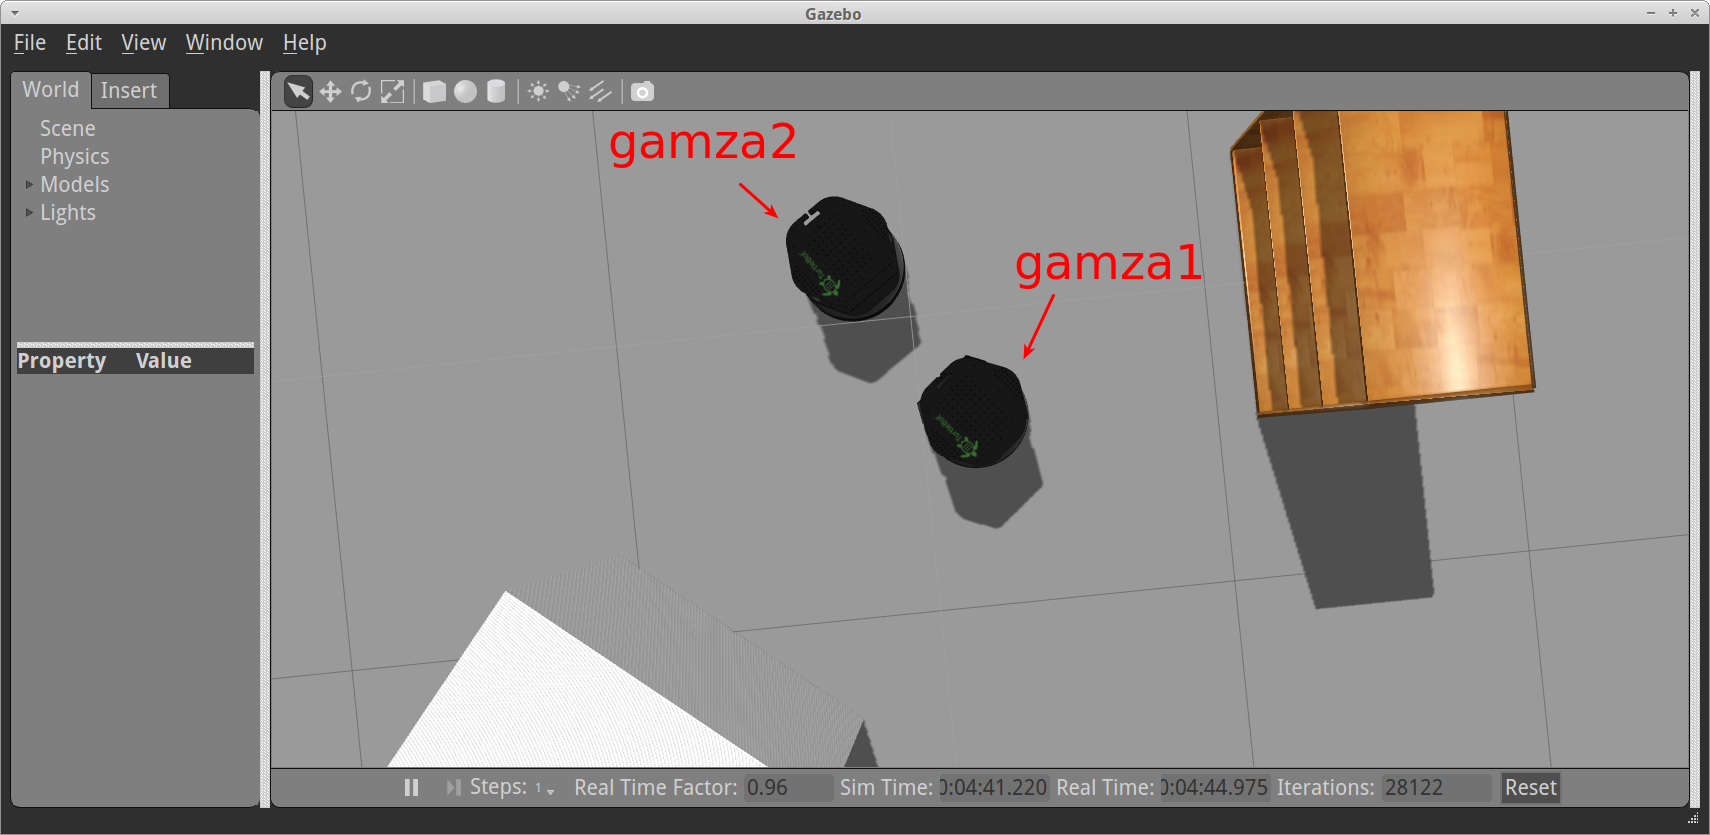 Gazebo
File Edit View Window Help
World Insert
Scene
Physics
Models
Lights
Property Value
gamza2
gamza1
TurtleBot
TurtleBot
Steps: 1 Real Time Factor: 0.96 Sim Time: 0:04:41.220 Real Time: 0:04:44.975 Iterations: 28122 Reset